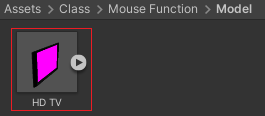 Assets > Class > Mouse Function > Model
HD TV